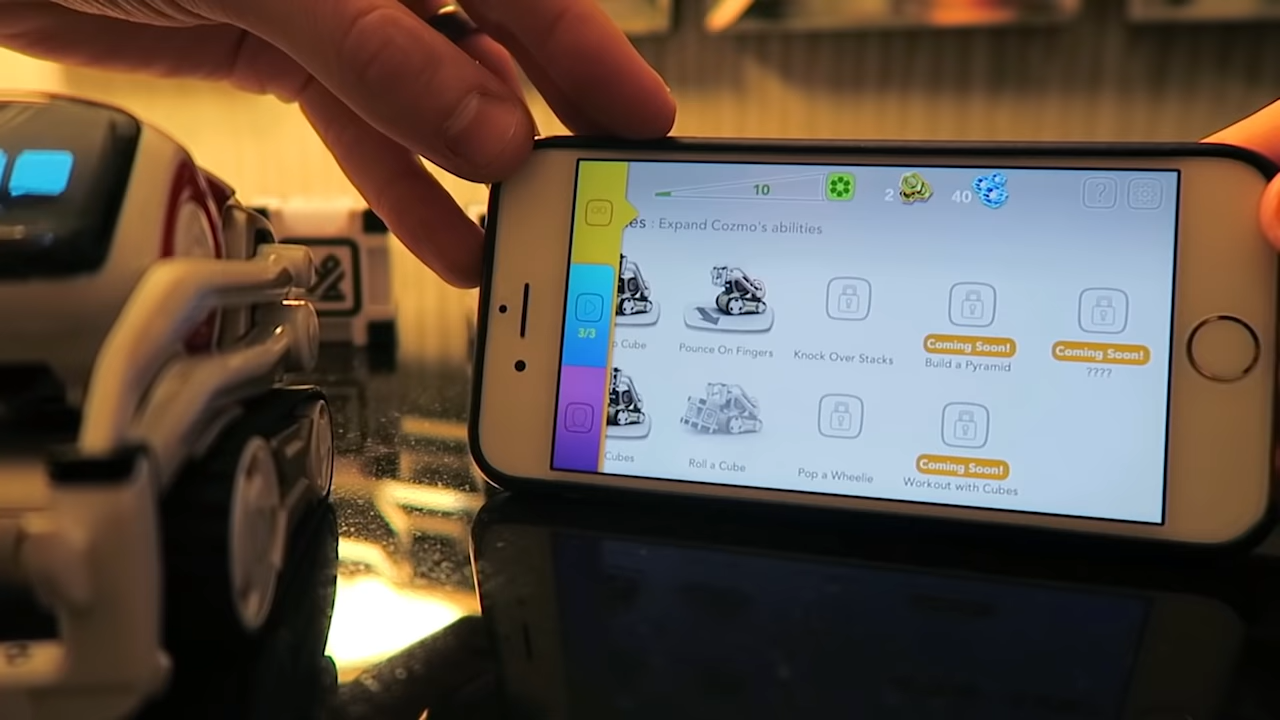 10
2
40
?
es : Expand Cozmo's abilities
p Cube
Pounce On Fingers
Knock Over Stacks
Coming Soon!
Build a Pyramid
Coming Soon!
????
3/3
Cubes
Roll a Cube
Pop a Wheelie
Coming Soon!
Workout with Cubes